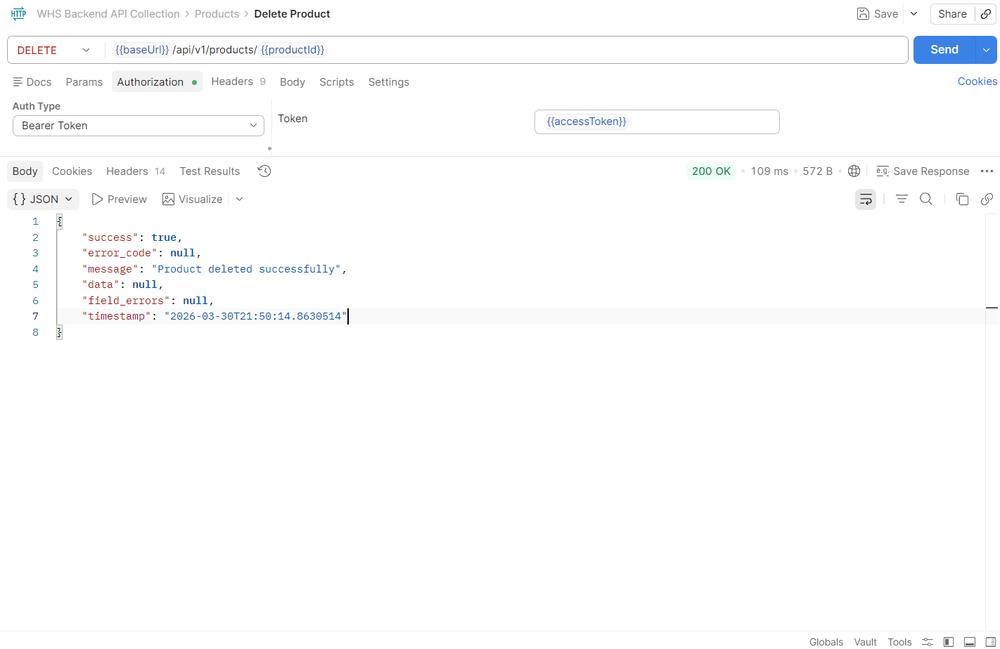 HTTP WHS Backend API Collection > Products > Delete Product Save Share
DELETE {{baseUrl}} /api/v1/products/ {{productId}} Send
Docs Params Authorization Headers 9 Body Scripts Settings Cookies
Auth Type
Bearer Token
Token {{accessToken}}
Body Cookies Headers 14 Test Results 200 OK 109 ms 572 B e.g. Save Response
{} JSON Preview Visualize
1 {
2 "success": true,
3 "error_code": null,
4 "message": "Product deleted successfully",
5 "data": null,
6 "field_errors": null,
7 "timestamp": "2026-03-30T21:50:14.8630514"
8 }
Globals Vault Tools